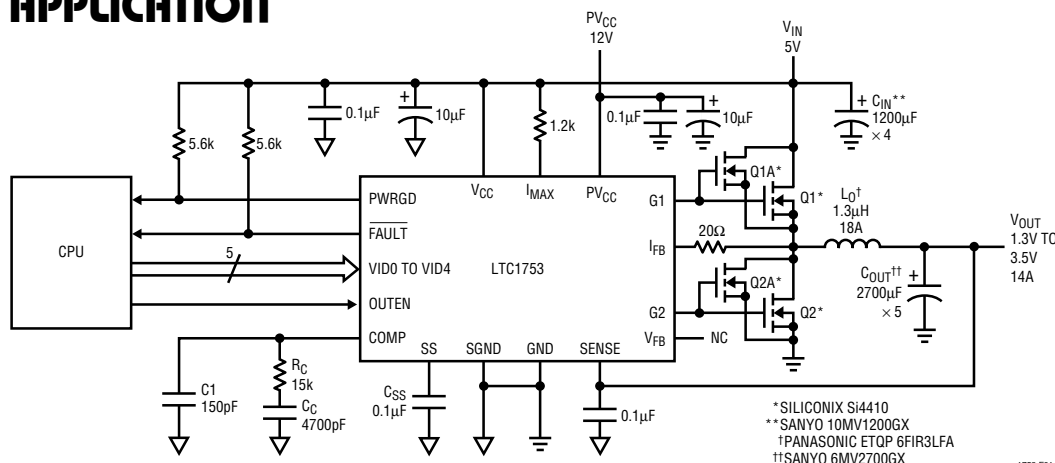 APPLICATION
PVCC
12V
VIN
5V
0.1µF
+
10µF
1.2k
0.1µF
+
10µF
+ CIN**
1200µF
× 4
5.6k
5.6k
Q1A*
Q1*
CPU
PWRGD
VCC
IMAX
PVCC
G1
FAULT
IFB
20Ω
LO†
1.3µH
18A
VOUT
1.3V TO
3.5V
14A
5
VID0 TO VID4
LTC1753
Q2A*
Q2*
COUT†† +
2700µF
× 5
OUTEN
G2
COMP
SS
SGND
GND
SENSE
VFB
NC
RC
15k
C1
150pF
CC
4700pF
CSS
0.1µF
0.1µF
*SILICONIX Si4410
**SANYO 10MV1200GX
†PANASONIC ETQP 6FIR3LFA
††SANYO 6MV2700GX